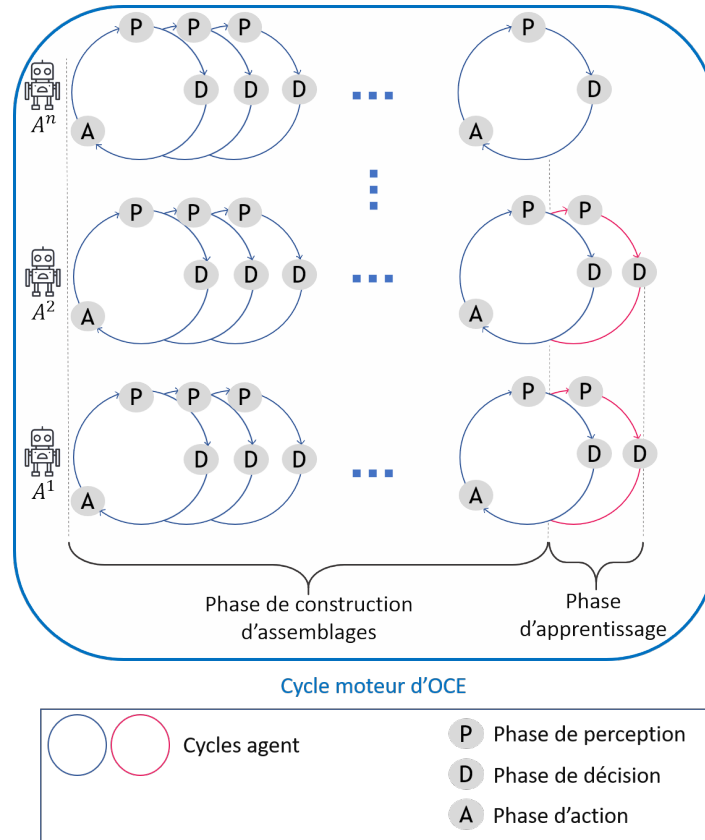 P P P P
D D D ... D
A A
Aⁿ
P P P P P
D D D ... D D
A A
A²
P P P P P
D D D ... D D
A A
A¹
Phase de construction
d'assemblages
Phase
d'apprentissage
Cycle moteur d'OCE
Cycles agent
P Phase de perception
D Phase de décision
A Phase d'action